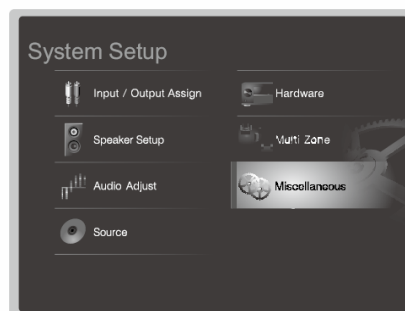 System Setup
Input / Output Assign
Speaker Setup
Audio Adjust
Source
Hardware
Multi Zone
Miscellaneous